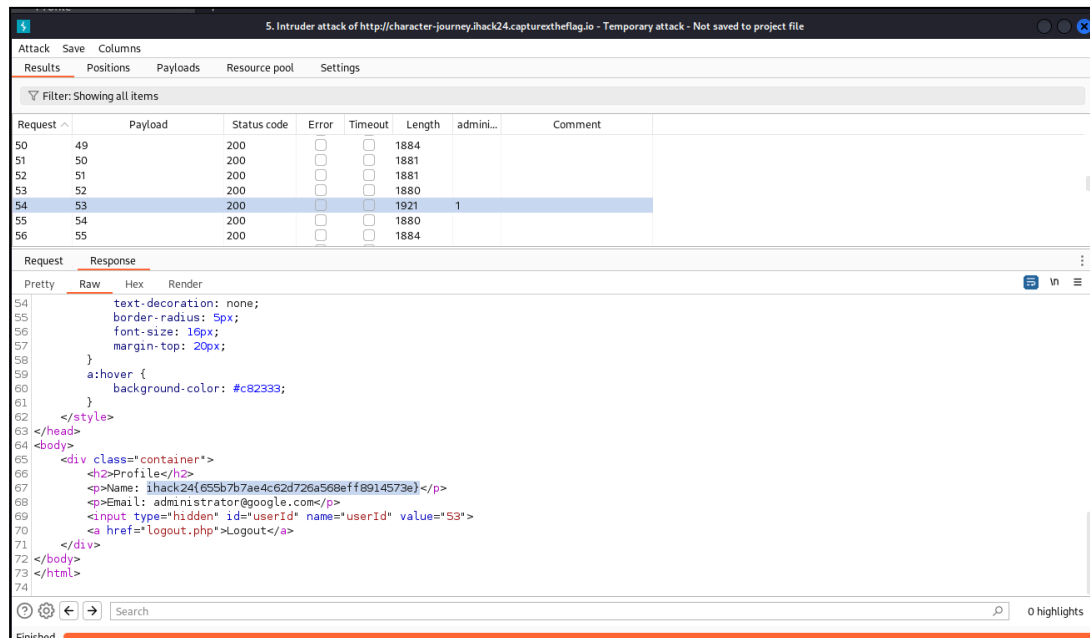 5. Intruder attack of http://character-journey.ihack24.capturextheflag.io - Temporary attack - Not saved to project file
Attack Save Columns
Results Positions Payloads Resource pool Settings
Filter: Showing all items
Request Payload Status code Error Timeout Length admini... Comment
50 49 200 1884
51 50 200 1881
52 51 200 1881
53 52 200 1880
54 53 200 1921 1
55 54 200 1880
56 55 200 1884
Request Response
Pretty Raw Hex Render \n
54 text-decoration: none;
55 border-radius: 5px;
56 font-size: 16px;
57 margin-top: 20px;
58 }
59 a:hover {
60 background-color: #c82333;
61 }
62 </style>
63 </head>
64 <body>
65 <div class="container">
66 <h2>Profile</h2>
67 <p>Name: ihack24{655b7b7ae4c62d726a568eff8914573e}</p>
68 <p>Email: administrator@google.com</p>
69 <input type="hidden" id="userId" name="userId" value="53">
70 <a href="logout.php">Logout</a>
71 </div>
72 </body>
73 </html>
74
Search 0 highlights
Finished